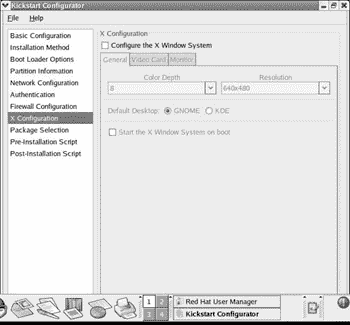 Kickstart Configurator
File Help
Basic Configuration
Installation Method
Boot Loader Options
Partition Information
Network Configuration
Authentication
Firewall Configuration
X Configuration
Package Selection
Pre-Installation Script
Post-Installation Script
X Configuration
Configure the X Window System
General Video Card Monitor
Color Depth Resolution
8 640x480
Default Desktop: GNOME KDE
Start the X Window System on boot
1 2
3 4
Red Hat User Manager
Kickstart Configurator